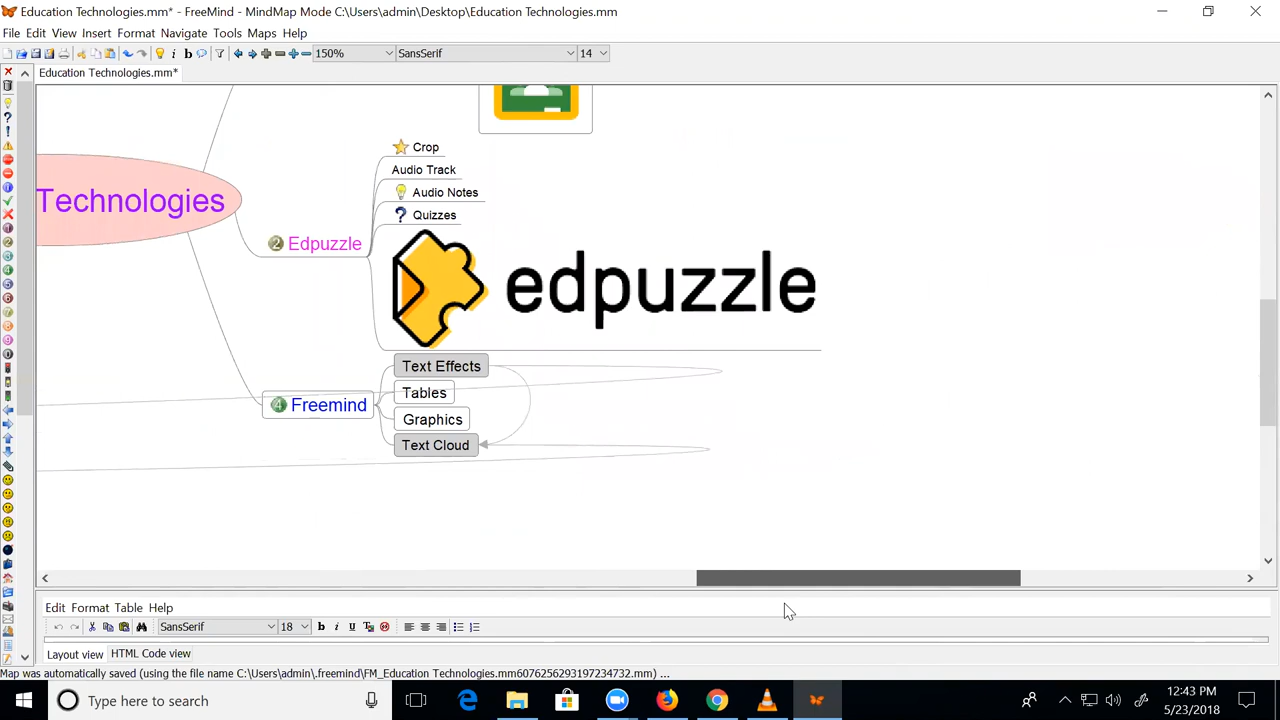 Education Technologies.mm* - FreeMind - MindMap Mode C:\Users\admin\Desktop\Education Technologies.mm
File Edit View Insert Format Navigate Tools Maps Help
150% SansSerif 14
Education Technologies.mm*
Crop
Audio Track
Technologies
Audio Notes
Quizzes
2 Edpuzzle
edpuzzle
Text Effects
Tables
4 Freemind
Graphics
Text Cloud
Edit Format Table Help
SansSerif 18
Layout view HTML Code view
Map was automatically saved (using the file name C:\Users\admin\.freemind\FM_Education Technologies.mm6076256293197234732.mm) ...
Type here to search
12:43 PM
5/23/2018